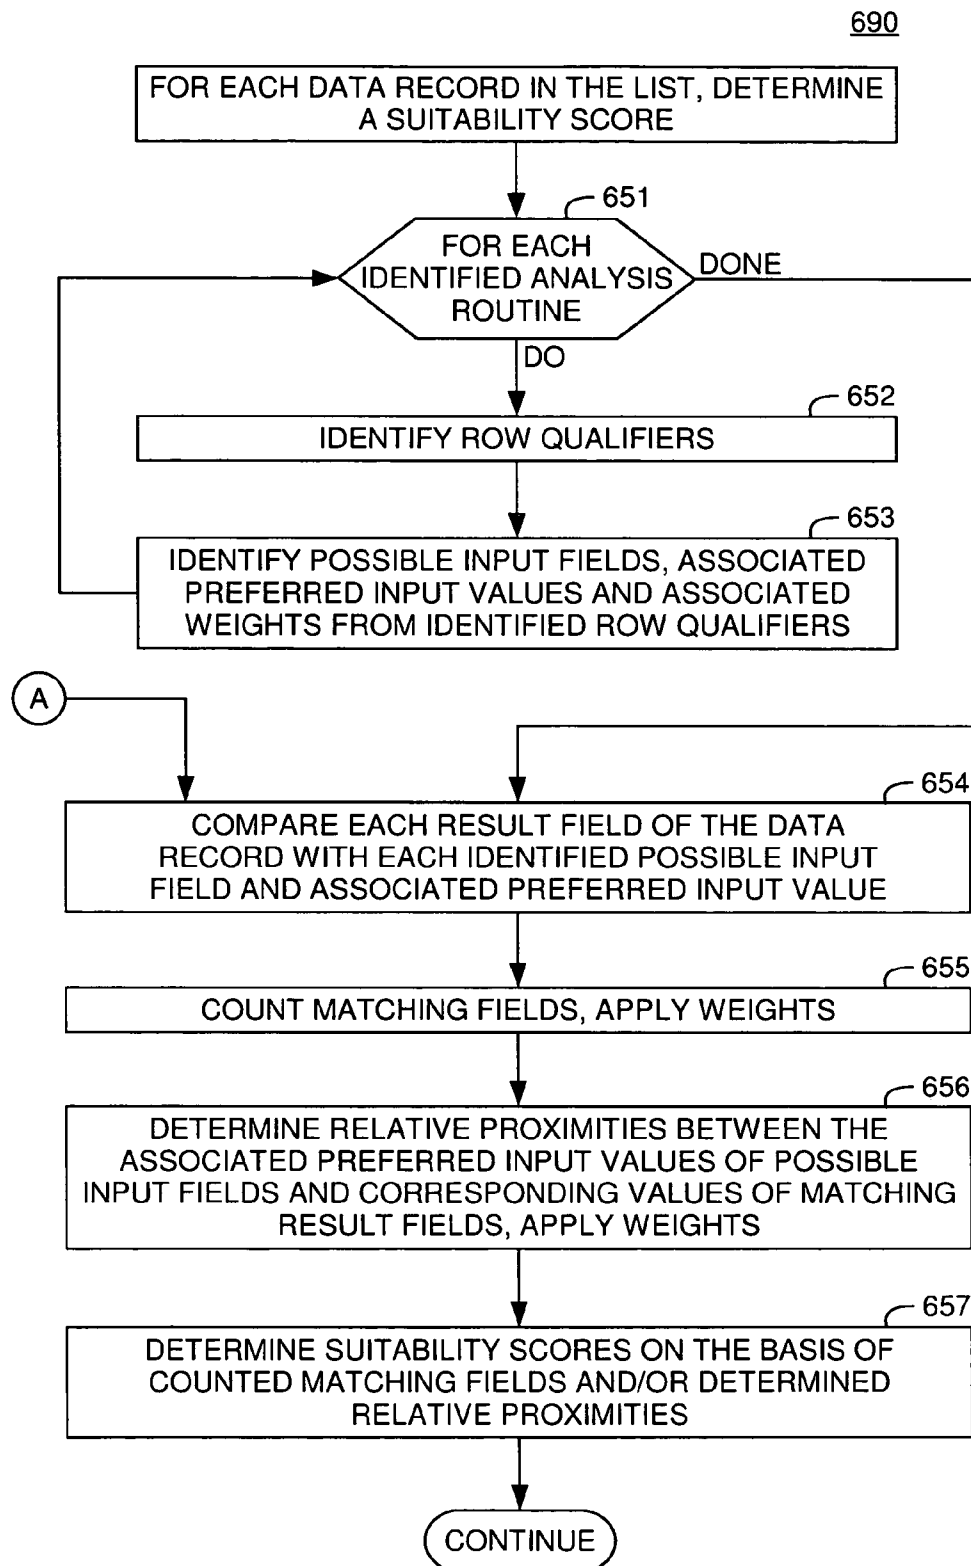 690
FOR EACH DATA RECORD IN THE LIST, DETERMINE
A SUITABILITY SCORE
651
FOR EACH
IDENTIFIED ANALYSIS
ROUTINE
DONE
DO
652
IDENTIFY ROW QUALIFIERS
653
IDENTIFY POSSIBLE INPUT FIELDS, ASSOCIATED
PREFERRED INPUT VALUES AND ASSOCIATED
WEIGHTS FROM IDENTIFIED ROW QUALIFIERS
A
654
COMPARE EACH RESULT FIELD OF THE DATA
RECORD WITH EACH IDENTIFIED POSSIBLE INPUT
FIELD AND ASSOCIATED PREFERRED INPUT VALUE
655
COUNT MATCHING FIELDS, APPLY WEIGHTS
656
DETERMINE RELATIVE PROXIMITIES BETWEEN THE
ASSOCIATED PREFERRED INPUT VALUES OF POSSIBLE
INPUT FIELDS AND CORRESPONDING VALUES OF MATCHING
RESULT FIELDS, APPLY WEIGHTS
657
DETERMINE SUITABILITY SCORES ON THE BASIS OF
COUNTED MATCHING FIELDS AND/OR DETERMINED
RELATIVE PROXIMITIES
CONTINUE